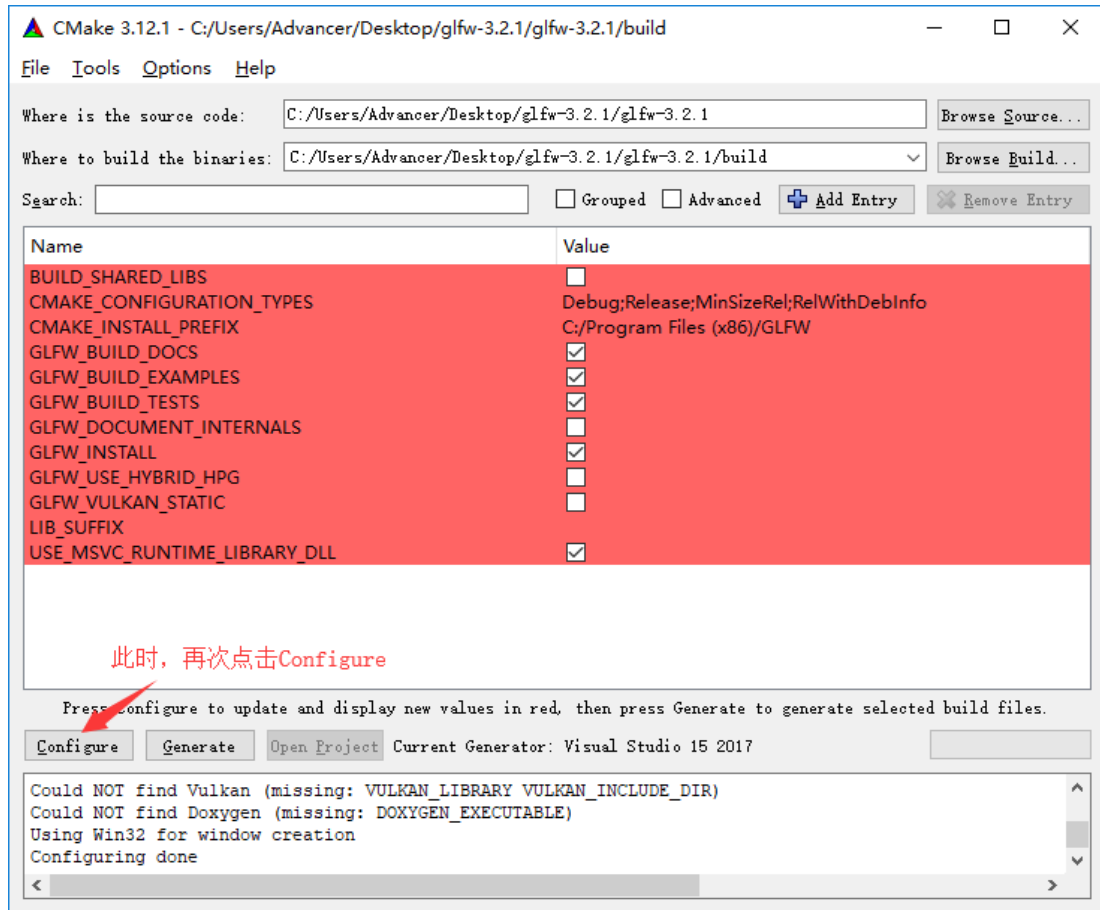 CMake 3.12.1 - C:/Users/Advancer/Desktop/glfw-3.2.1/glfw-3.2.1/build
File Tools Options Help
Where is the source code: C:/Users/Advancer/Desktop/glfw-3.2.1/glfw-3.2.1 Browse Source...
Where to build the binaries: C:/Users/Advancer/Desktop/glfw-3.2.1/glfw-3.2.1/build Browse Build...
Search: Grouped Advanced Add Entry Remove Entry
Name Value
BUILD_SHARED_LIBS
CMAKE_CONFIGURATION_TYPES Debug;Release;MinSizeRel;RelWithDebInfo
CMAKE_INSTALL_PREFIX C:/Program Files (x86)/GLFW
GLFW_BUILD_DOCS
GLFW_BUILD_EXAMPLES
GLFW_BUILD_TESTS
GLFW_DOCUMENT_INTERNALS
GLFW_INSTALL
GLFW_USE_HYBRID_HPG
GLFW_VULKAN_STATIC
LIB_SUFFIX
USE_MSVC_RUNTIME_LIBRARY_DLL
此时，再次点击Configure
Press Configure to update and display new values in red, then press Generate to generate selected build files.
Configure Generate Open Project Current Generator: Visual Studio 15 2017
Could NOT find Vulkan (missing: VULKAN_LIBRARY VULKAN_INCLUDE_DIR)
Could NOT find Doxygen (missing: DOXYGEN_EXECUTABLE)
Using Win32 for window creation
Configuring done